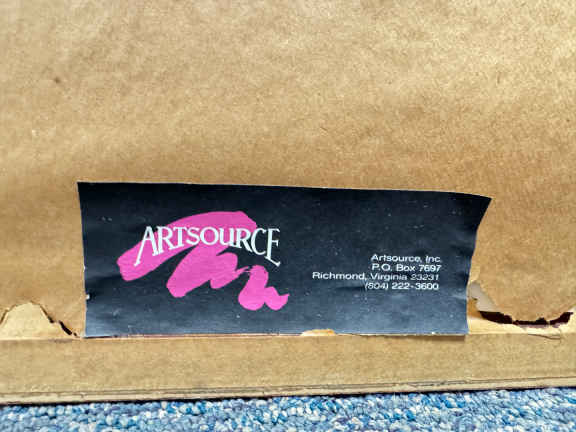 ARTSOURCE
Artsource, Inc.
P.O. Box 7697
Richmond, Virginia 23231
(804) 222-3600